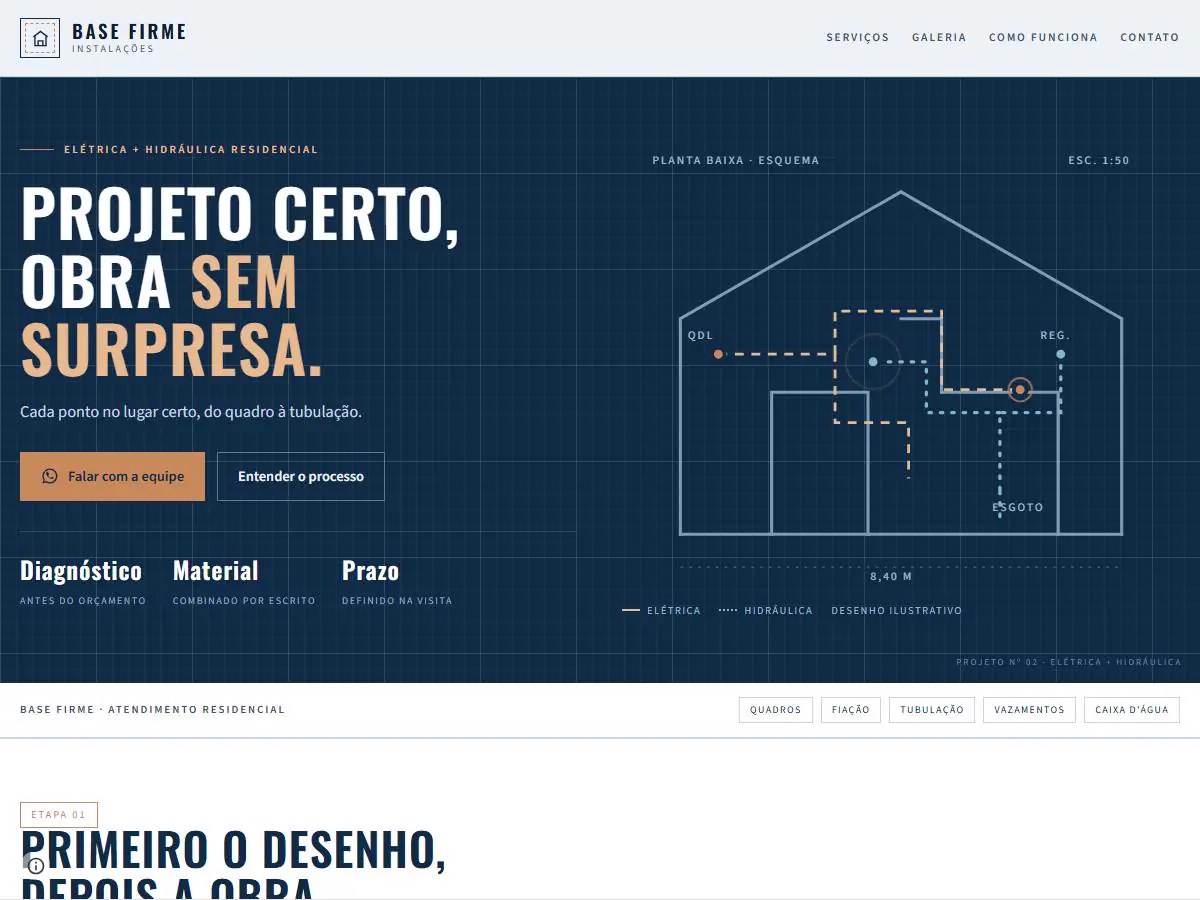 BASE FIRME
INSTALAÇÕES
SERVIÇOS
GALERIA
COMO FUNCIONA
CONTATO
ELÉTRICA + HIDRÁULICA RESIDENCIAL
PROJETO CERTO,
OBRA SEM
SURPRESA.
Cada ponto no lugar certo, do quadro à tubulação.
Falar com a equipe
Entender o processo
Diagnóstico
ANTES DO ORÇAMENTO
Material
COMBINADO POR ESCRITO
Prazo
DEFINIDO NA VISITA
PLANTA BAIXA · ESQUEMA
ESC. 1:50
QDL
REG.
ESGOTO
8,40 M
ELÉTRICA
HIDRÁULICA
DESENHO ILUSTRATIVO
PROJETO Nº 02 · ELÉTRICA + HIDRÁULICA
BASE FIRME · ATENDIMENTO RESIDENCIAL
QUADROS
FIAÇÃO
TUBULAÇÃO
VAZAMENTOS
CAIXA D'ÁGUA
ETAPA 01
PRIMEIRO O DESENHO,
DEPOIS A OBRA